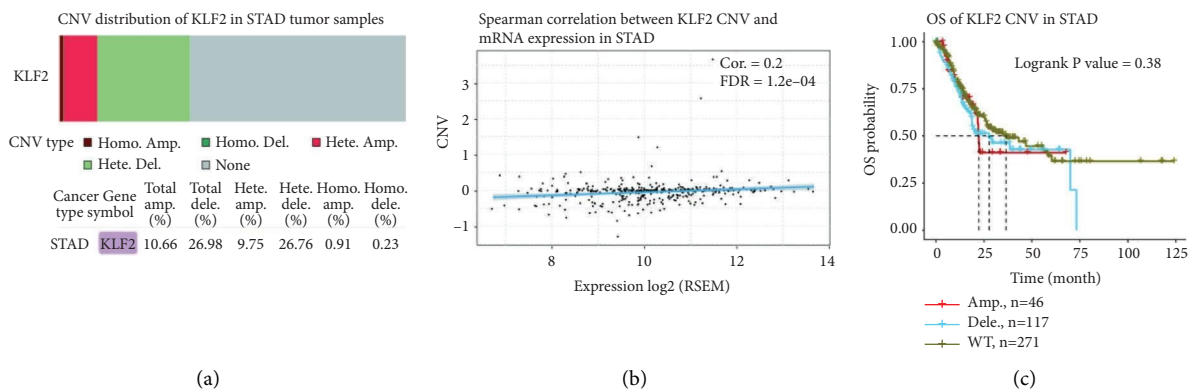 CNV distribution of KLF2 in STAD tumor samples
KLF2
CNV type
Homo. Amp.
Homo. Del.
Hete. Amp.
Hete. Del.
None
Cancer type
Gene symbol
Total amp. (%)
Total dele. (%)
Hete. amp. (%)
Hete. dele. (%)
Homo. amp. (%)
Homo. dele. (%)
STAD KLF2 10.66 26.98 9.75 26.76 0.91 0.23
(a)
Spearman correlation between KLF2 CNV and
mRNA expression in STAD
Cor. = 0.2
FDR = 1.2e–04
CNV
3
2
1
0
−1
8 10 12 14
Expression log2 (RSEM)
(b)
OS of KLF2 CNV in STAD
Logrank P value = 0.38
OS probability
1.00
0.75
0.50
0.25
0.00
0 25 50 75 100 125
Time (month)
Amp., n=46
Dele., n=117
WT, n=271
(c)